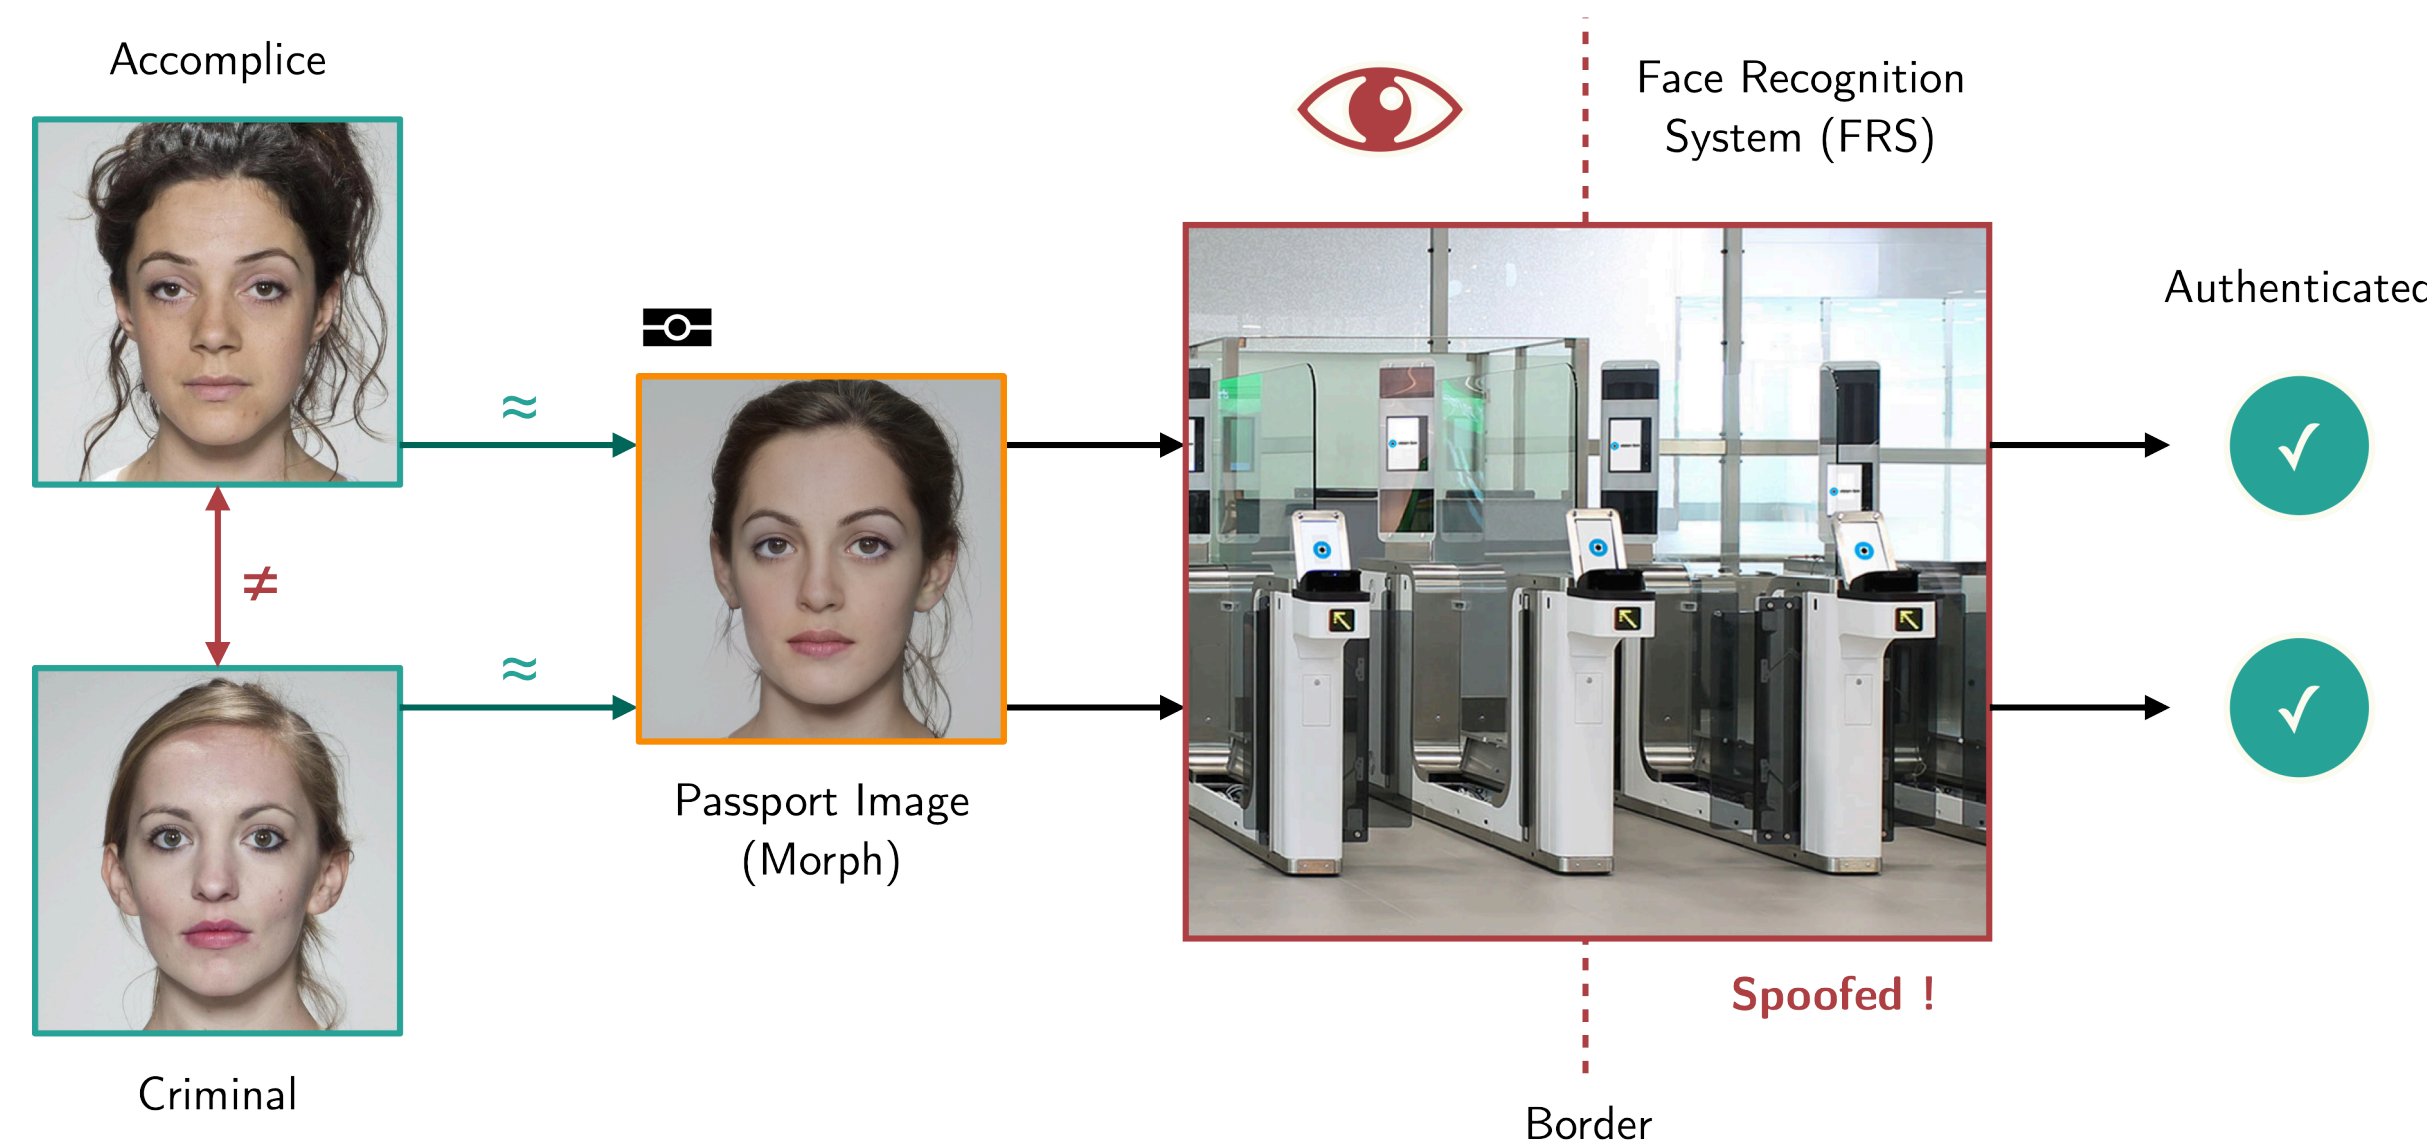 Accomplice
≈
≠
≈
Criminal
Passport Image
(Morph)
Face Recognition
System (FRS)
Spoofed !
Border
Authenticated